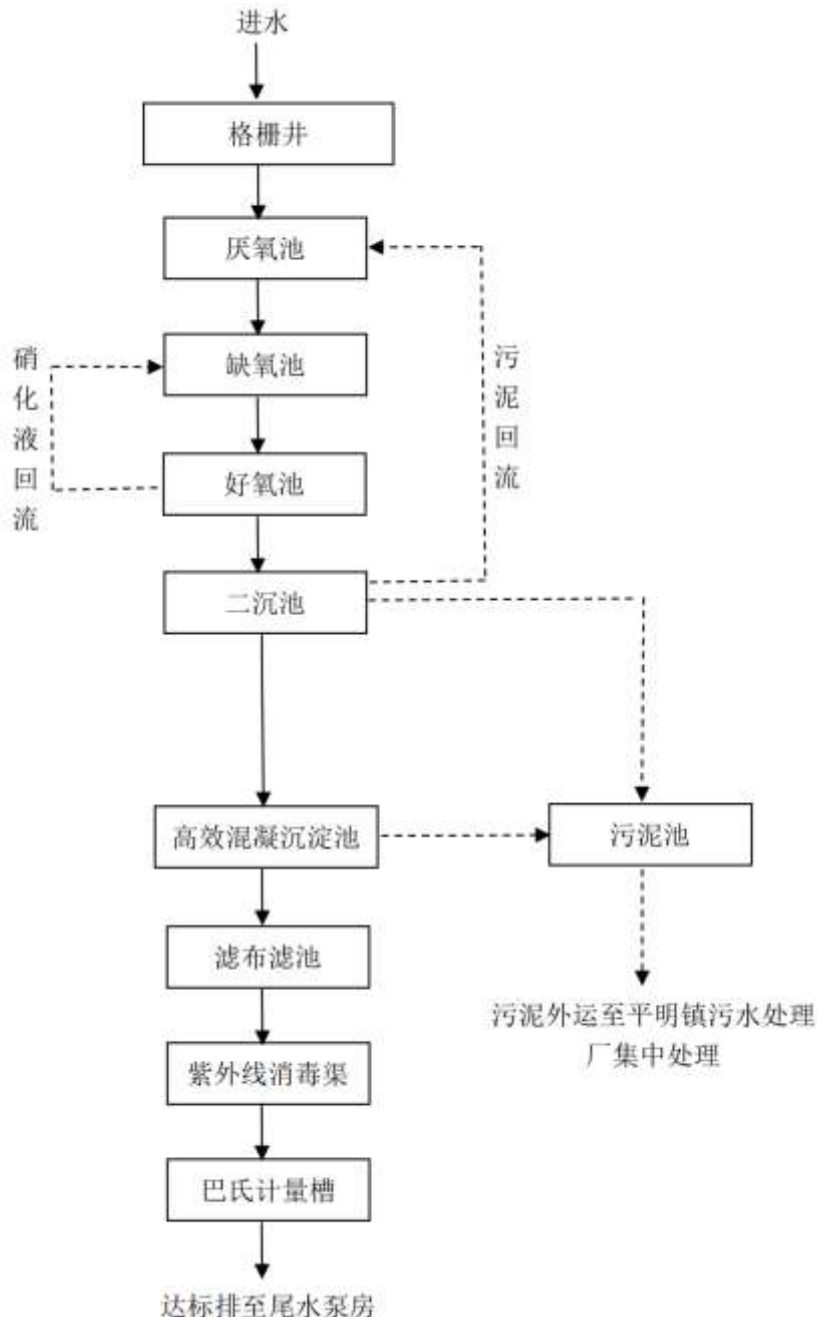 进水
格栅井
厌氧池
缺氧池
硝化液回流
污泥回流
好氧池
二沉池
高效混凝沉淀池
污泥池
滤布滤池
污泥外运至平明镇污水处理
厂集中处理
紫外线消毒渠
巴氏计量槽
达标排至尾水泵房